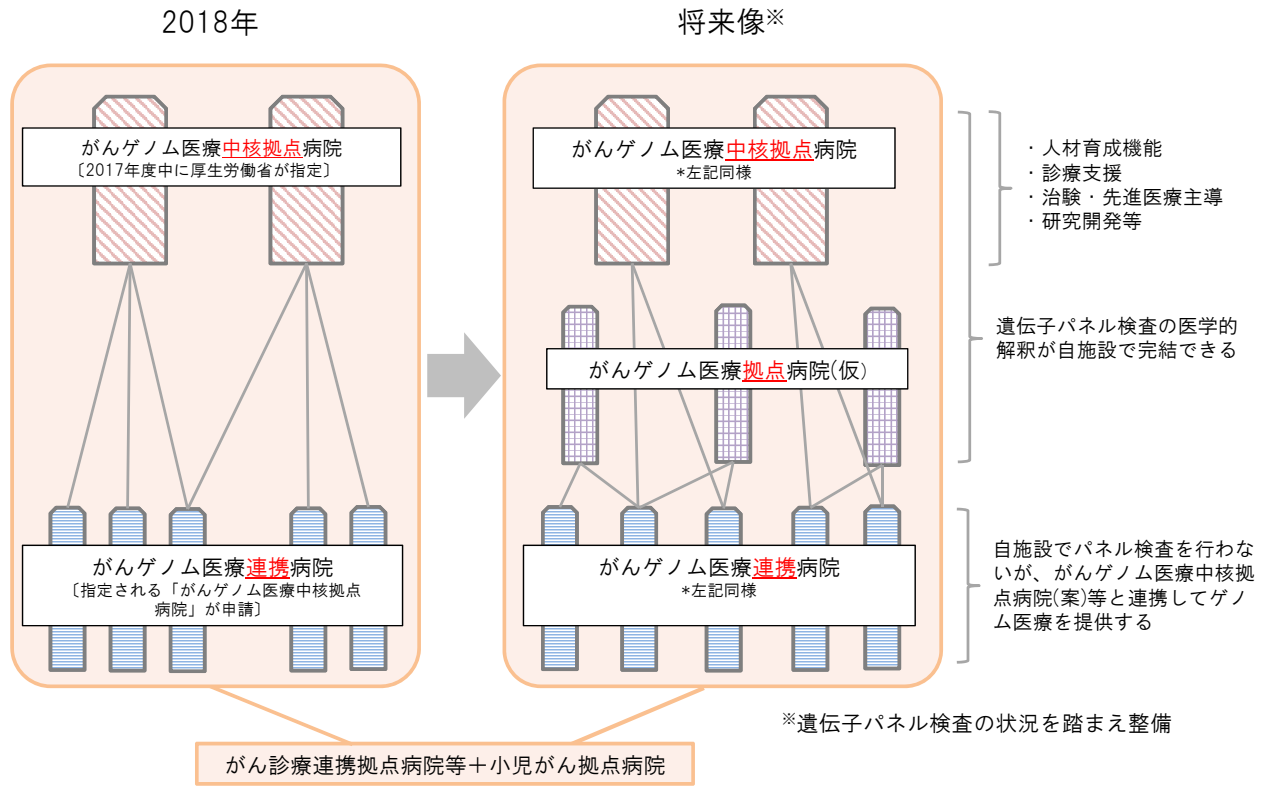 2018年
将来像※
がんゲノム医療中核拠点病院
〔2017年度中に厚生労働省が指定〕
がんゲノム医療連携病院
〔指定される「がんゲノム医療中核拠点
病院」が申請〕
がんゲノム医療中核拠点病院
*左記同様
がんゲノム医療拠点病院(仮)
がんゲノム医療連携病院
*左記同様
・人材育成機能
・診療支援
・治験・先進医療主導
・研究開発等
遺伝子パネル検査の医学的
解釈が自施設で完結できる
自施設でパネル検査を行わな
いが、がんゲノム医療中核拠
点病院(案)等と連携してゲノ
ム医療を提供する
※遺伝子パネル検査の状況を踏まえ整備
がん診療連携拠点病院等＋小児がん拠点病院